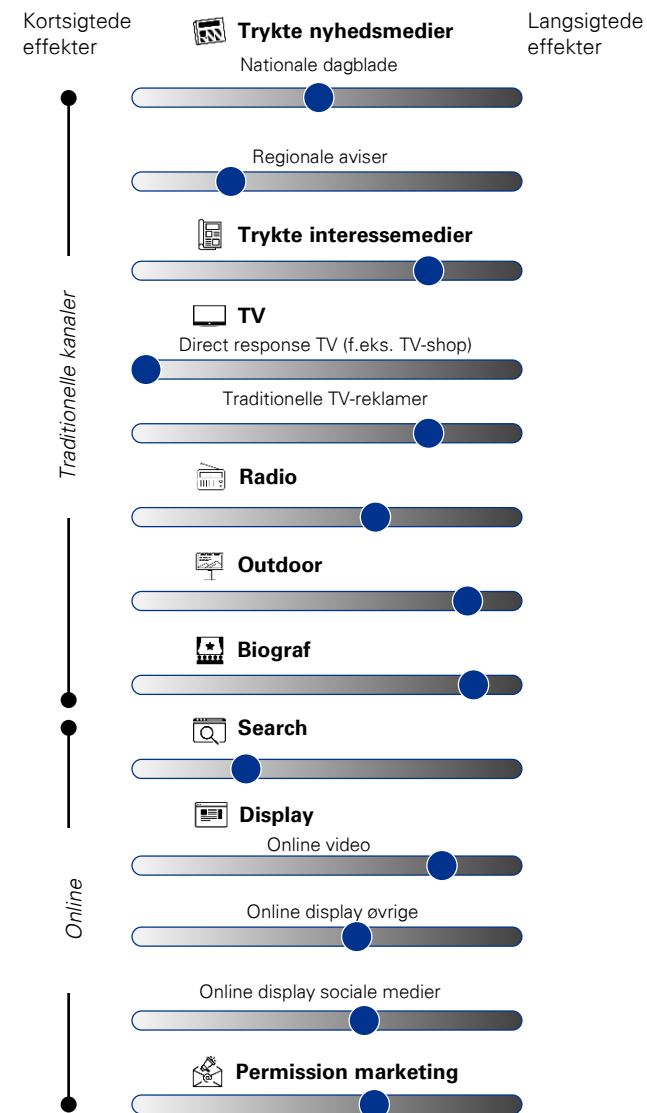 Kortsigtede
effekter
Trykte nyhedsmedier
Langsigtede
effekter
Nationale dagblade
Regionale aviser
Trykte interessemedier
Traditionelle kanaler
TV
Direct response TV (f.eks. TV-shop)
Traditionelle TV-reklamer
Radio
Outdoor
Biograf
Online
Search
Display
Online video
Online display øvrige
Online display sociale medier
Permission marketing